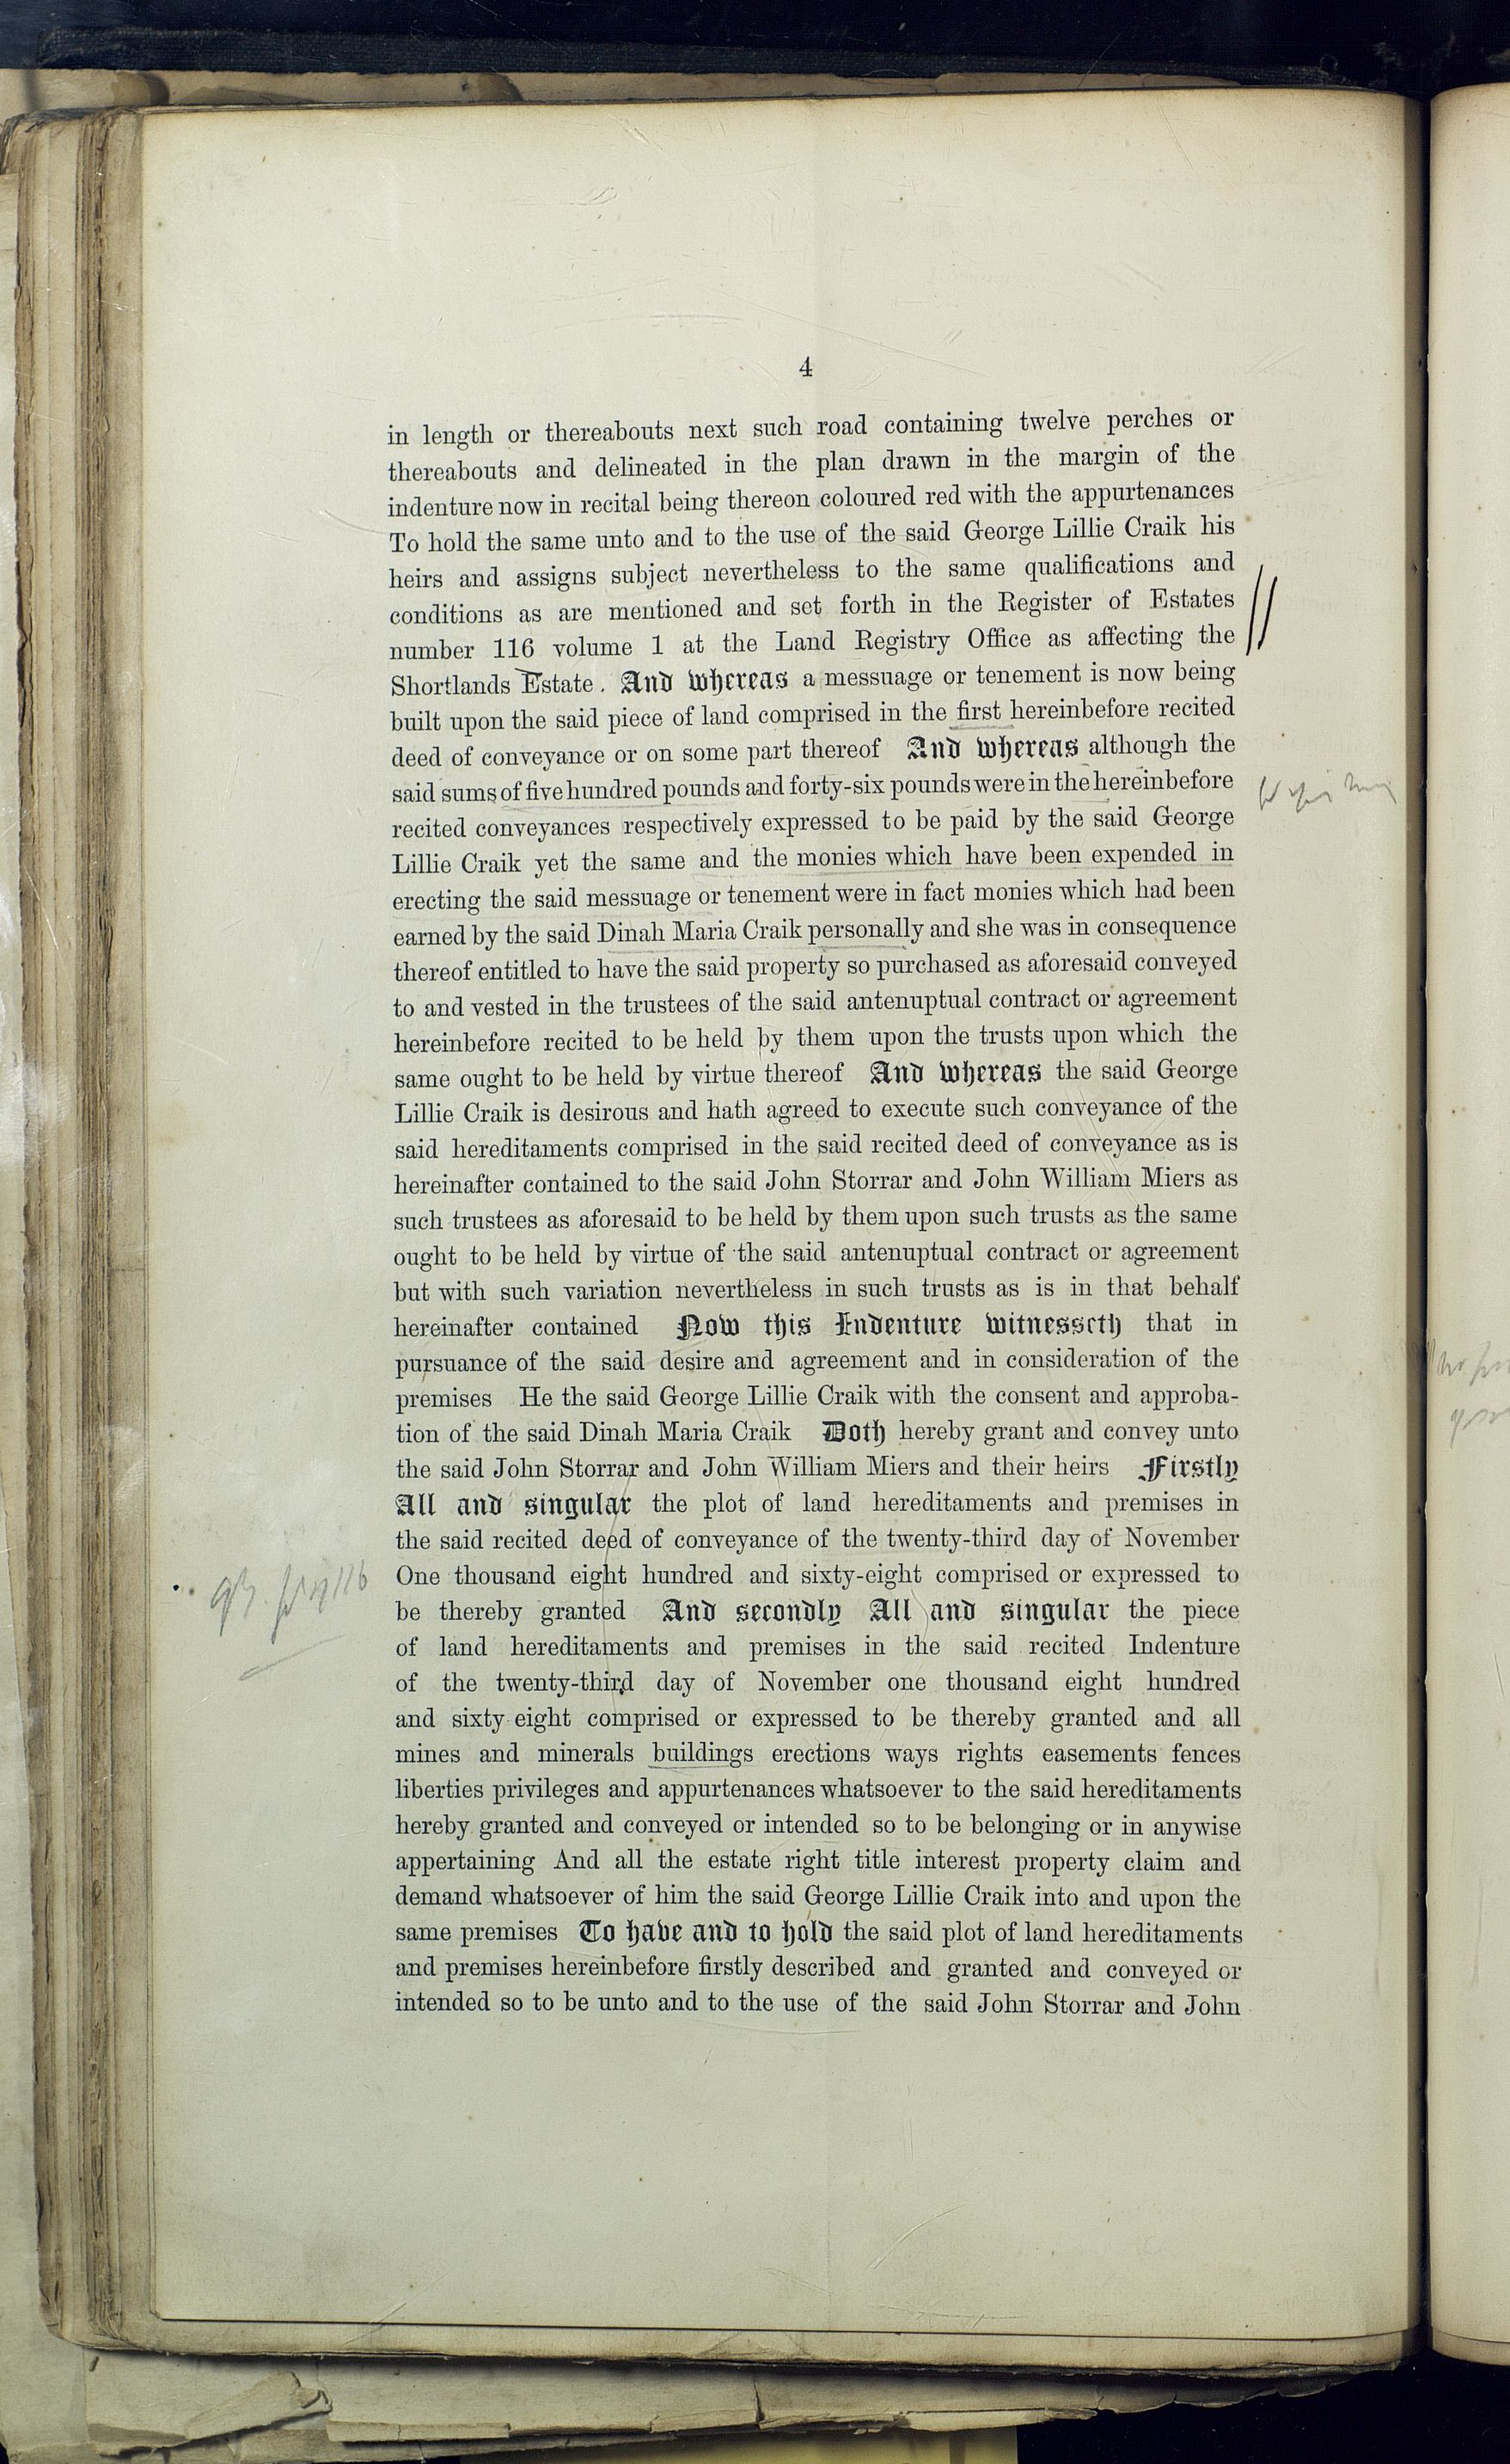 4
in length or thereabouts next such road containing twelve perches or
thereabouts and delineated in the plan drawn in the margin of the
indenture now in recital being thereon coloured red with the appurtenances
To hold the same unto and to the use of the said George Lillie Craik his
heirs and assigns subject nevertheless to the same qualifications and
conditions as are mentioned and set forth in the Register of Estates
number 116 volume 1 at the Land Registry Office as affecting the
Shortlands Estate. And whereas a messuage or tenement is now being
built upon the said piece of land comprised in the first hereinbefore recited
deed of conveyance or on some part thereof And whereas although the
said sums of five hundred pounds and forty-six pounds were in the hereinbefore
recited conveyances respectively expressed to be paid by the said George
Lillie Craik yet the same and the monies which have been expended in
erecting the said messuage or tenement were in fact monies which had been
earned by the said Dinah Maria Craik personally and she was in consequence
thereof entitled to have the said property so purchased as aforesaid conveyed
to and vested in the trustees of the said antenuptual contract or agreement
hereinbefore recited to be held by them upon the trusts upon which the
same ought to be held by virtue thereof And whereas the said George
Lillie Craik is desirous and hath agreed to execute such conveyance of the
said hereditaments comprised in the said recited deed of conveyance as is
hereinafter contained to the said John Storrar and John William Miers as
such trustees as aforesaid to be held by them upon such trusts as the same
ought to be held by virtue of the said antenuptual contract or agreement
but with such variation nevertheless in such trusts as is in that behalf
hereinafter contained Now this Indenture witnesseth that in
pursuance of the said desire and agreement and in consideration of the
premises He the said George Lillie Craik with the consent and approba-
tion of the said Dinah Maria Craik Doth hereby grant and convey unto
the said John Storrar and John William Miers and their heirs Firstly
All and singular the plot of land hereditaments and premises in
the said recited deed of conveyance of the twenty-third day of November
One thousand eight hundred and sixty-eight comprised or expressed to
be thereby granted And secondly All and singular the piece
of land hereditaments and premises in the said recited Indenture
of the twenty-third day of November one thousand eight hundred
and sixty eight comprised or expressed to be thereby granted and all
mines and minerals buildings erections ways rights easements fences
liberties privileges and appurtenances whatsoever to the said hereditaments
hereby granted and conveyed or intended so to be belonging or in anywise
appertaining And all the estate right title interest property claim and
demand whatsoever of him the said George Lillie Craik into and upon the
same premises To have and to hold the said plot of land hereditaments
and premises hereinbefore firstly described and granted and conveyed or
intended so to be unto and to the use of the said John Storrar and John